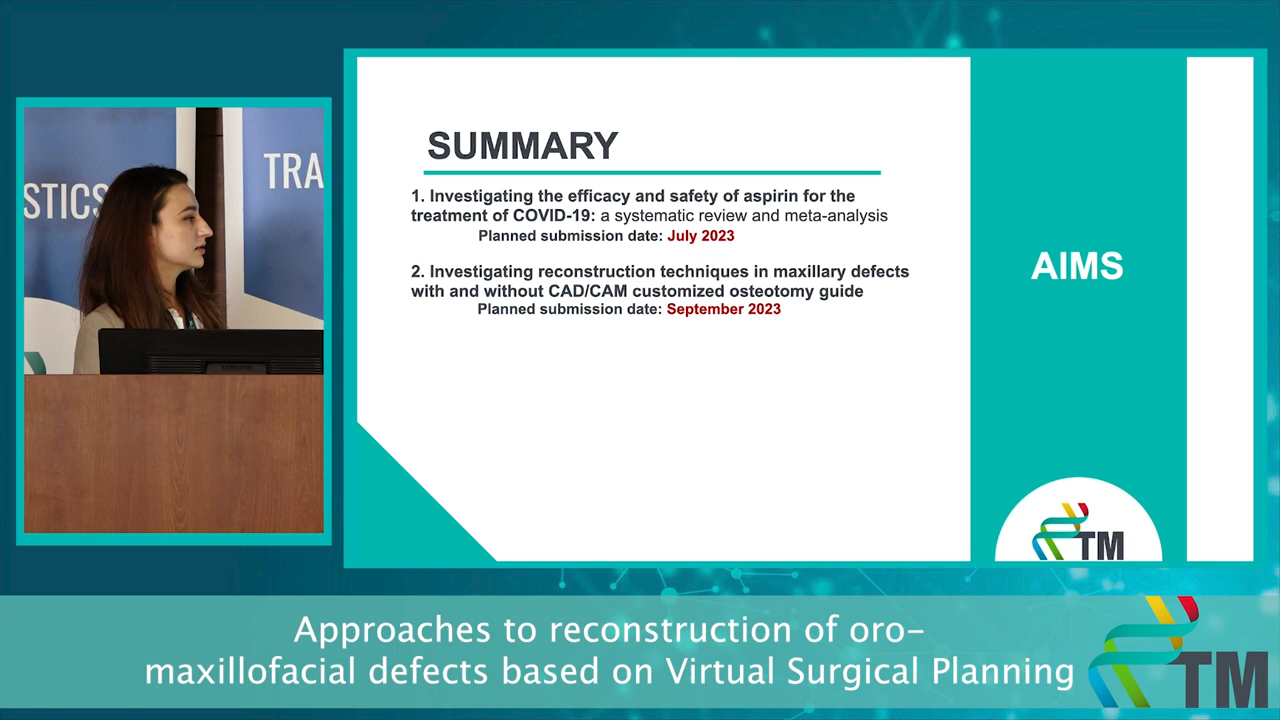 STICS
TRA
SAMSUNG
SUMMARY
1. Investigating the efficacy and safety of aspirin for the
treatment of COVID-19: a systematic review and meta-analysis
Planned submission date: July 2023
2. Investigating reconstruction techniques in maxillary defects
with and without CAD/CAM customized osteotomy guide
Planned submission date: September 2023
AIMS
TM
Approaches to reconstruction of oro-
maxillofacial defects based on Virtual Surgical Planning
TM